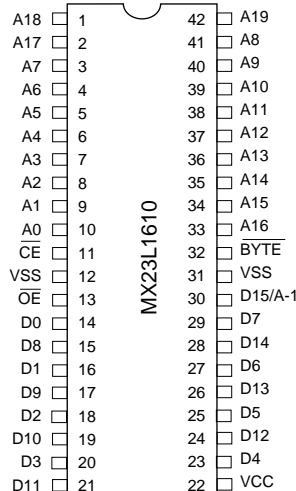 A18 1 42 A19
A17 2 41 A8
A7 3 40 A9
A6 4 39 A10
A5 5 38 A11
A4 6 37 A12
A3 7 36 A13
A2 8 35 A14
A1 9 34 A15
A0 10 33 A16
CE 11 32 BYTE
VSS 12 31 VSS
OE 13 30 D15/A-1
D0 14 29 D7
D8 15 28 D14
D1 16 27 D6
D9 17 26 D13
D2 18 25 D5
D10 19 24 D12
D3 20 23 D4
D11 21 22 VCC
MX23L1610